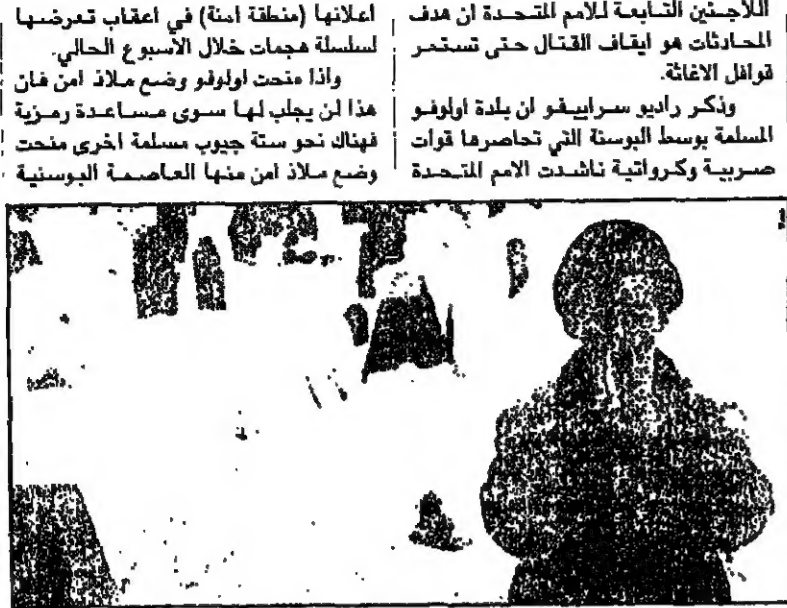 اللاجئين التابعة للأمم المتحدة ان هدف
المحادثات هو ايقاف القتال حتى تستمر
قوافل الاغاثة.
وذكر راديو سراييفو ان بلدة اولوفو
المسلمة بوسط البوسنة التي تحاصرها قوات
صربية وكرواتية ناشدت الامم المتحدة
اعلانها (منطقة امنة) في اعقاب تعرضها
لسلسلة هجمات خلال الأسبوع الحالي.
واذا منحت اولوفو وضع ملاذ امن فان
هذا لن يجلب لها سوى مساعدة رمزية
فهناك نحو ستة جيوب مسلمة اخرى منحت
وضع ملاذ امن منها العاصمة البوسنية